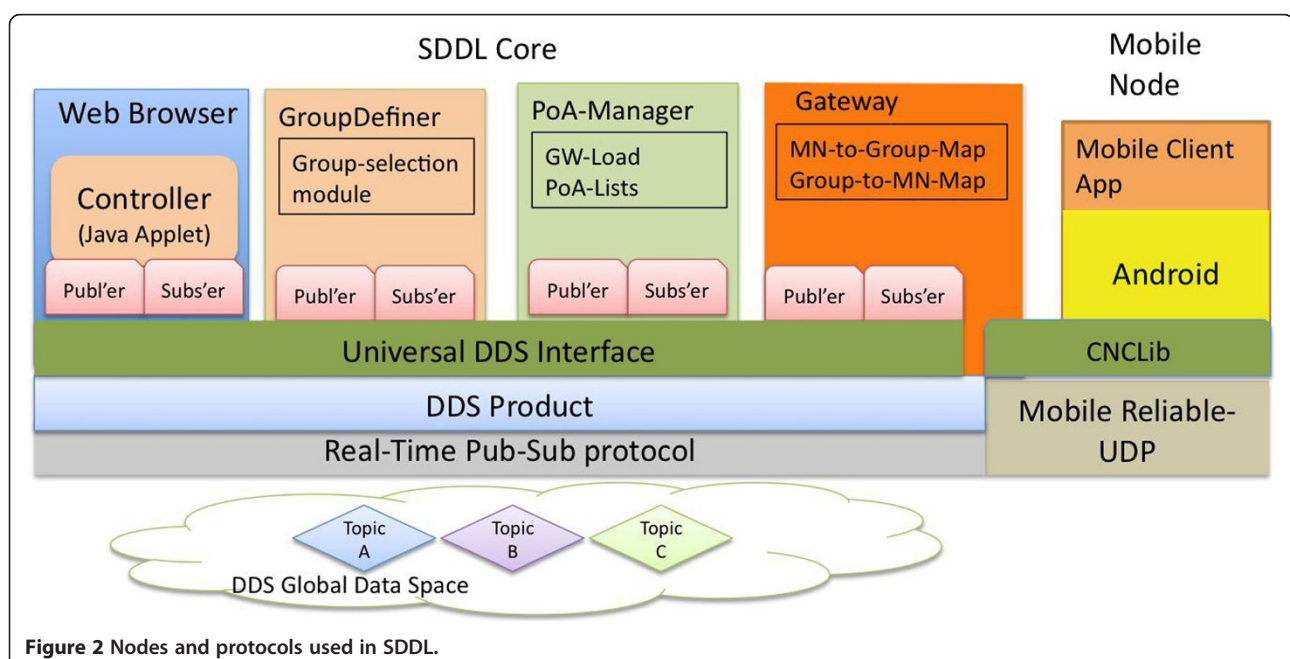 SDDL Core
Mobile
Node
Web Browser
Controller
(Java Applet)
Publ'er
Subs'er
GroupDefiner
Group-selection
module
Publ'er
Subs'er
PoA-Manager
GW-Load
PoA-Lists
Publ'er
Subs'er
Gateway
MN-to-Group-Map
Group-to-MN-Map
Publ'er
Subs'er
Mobile Client
App
Android
Universal DDS Interface
CNCLib
DDS Product
Mobile Reliable-
UDP
Real-Time Pub-Sub protocol
Topic
A
Topic
B
Topic
C
DDS Global Data Space
Figure 2 Nodes and protocols used in SDDL.